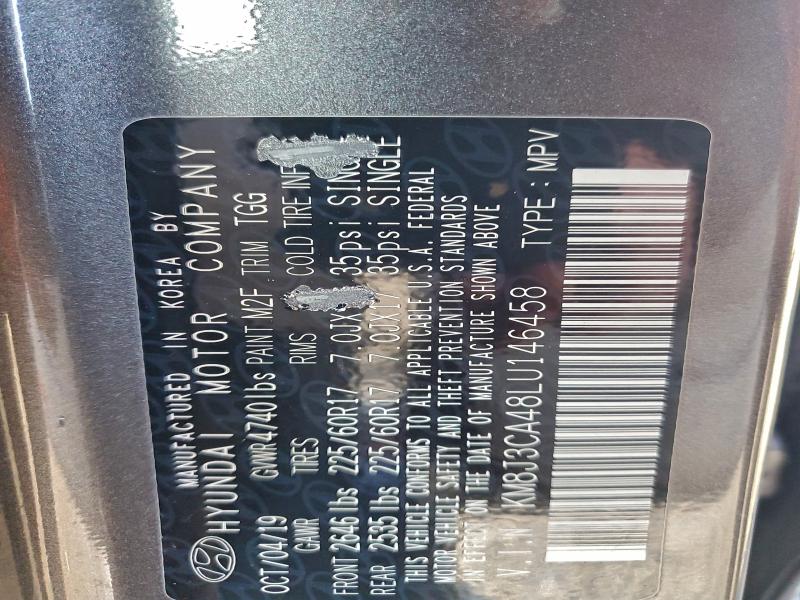 MANUFACTURED IN KOREA BY
HYUNDAI MOTOR COMPANY
OCT/04/19 GVWR 4740lbs PAINT M2F TRIM TGG
GAWR TIRES RIMS COLD TIRE INF
FRONT 2646 lbs 225/60R17 7.0JX 35psi SINGLE
REAR 2535 lbs 225/60R17 7.0JX17 35psi SINGLE
THIS VEHICLE CONFORMS TO ALL APPLICABLE U.S.A. FEDERAL
MOTOR VEHICLE SAFETY AND THEFT PREVENTION STANDARDS
IN EFFECT ON THE DATE OF MANUFACTURE SHOWN ABOVE
V.I.N KM8J3CA48LU146458 TYPE : MPV